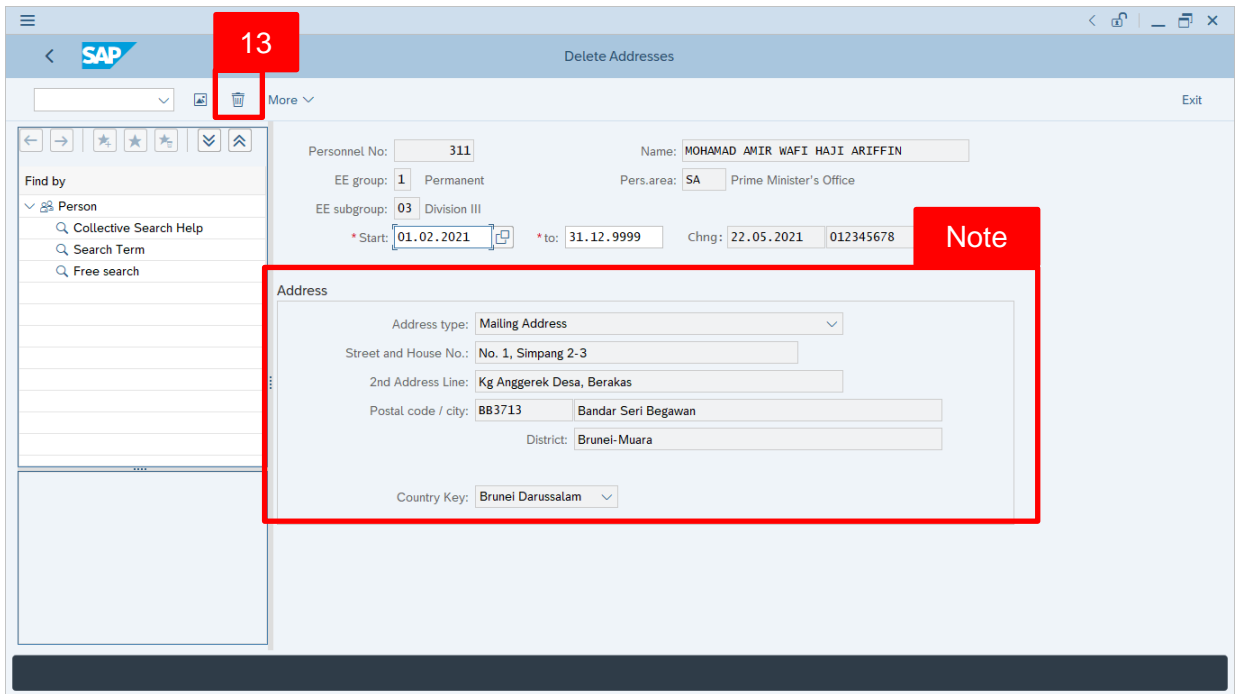 13
SAP
Delete Addresses
More
Exit
Personnel No: 311 Name: MOHAMAD AMIR WAFI HAJI ARIFFIN
Find by
EE group: 1 Permanent Pers.area: SA Prime Minister's Office
Person
EE subgroup: 03 Division III
Collective Search Help
*Start: 01.02.2021 *to: 31.12.9999 Chng: 22.05.2021 012345678
Note
Search Term
Free search
Address
Address type: Mailing Address
Street and House No.: No. 1, Simpang 2-3
2nd Address Line: Kg Anggerek Desa, Berakas
Postal code / city: BB3713 Bandar Seri Begawan
District: Brunei-Muara
Country Key: Brunei Darussalam